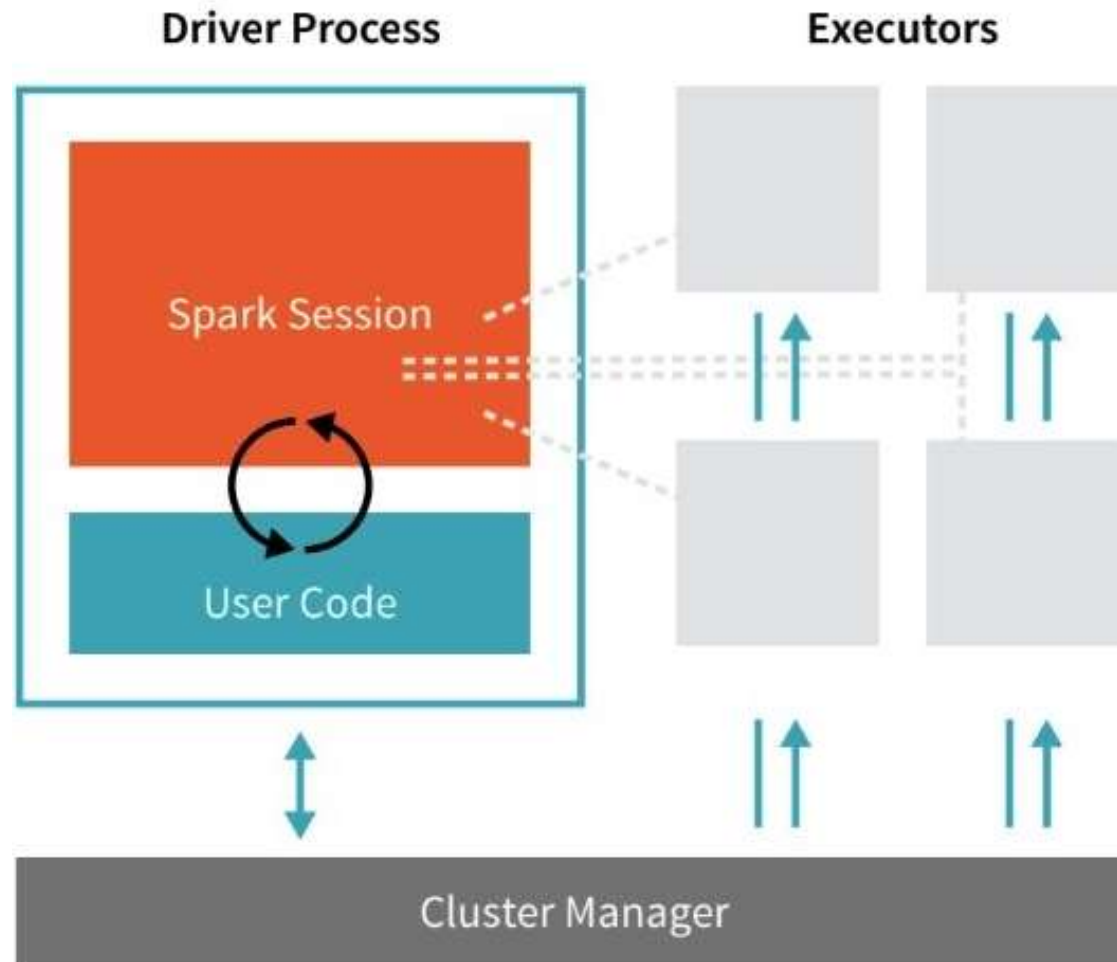 Driver Process
Executors
Spark Session
User Code
Cluster Manager